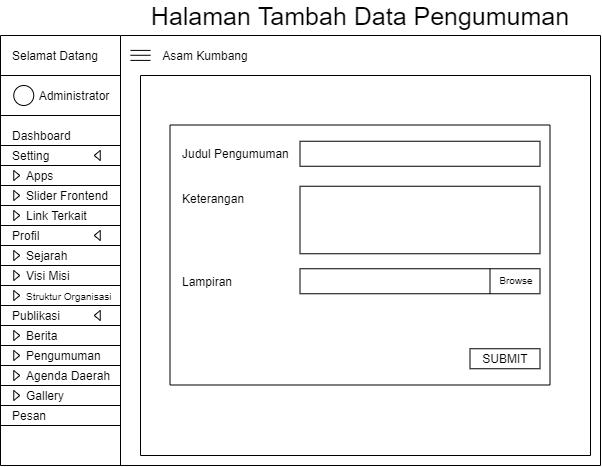 Halaman Tambah Data Pengumuman
Selamat Datang
Asam Kumbang
Administrator
Dashboard
Setting
Apps
Slider Frontend
Link Terkait
Profil
Sejarah
Visi Misi
Struktur Organisasi
Publikasi
Berita
Pengumuman
Agenda Daerah
Gallery
Pesan
Judul Pengumuman
Keterangan
Lampiran
Browse
SUBMIT